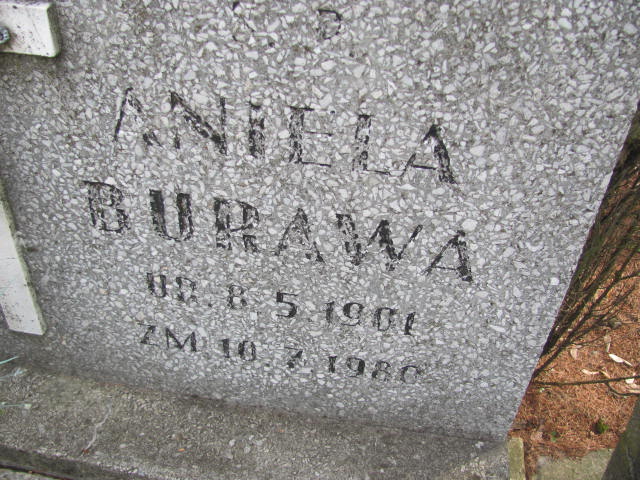 Ś. P.
ANIELA
BURAWA
UR. 8. 5. 1901
ZM 10. 7. 1980